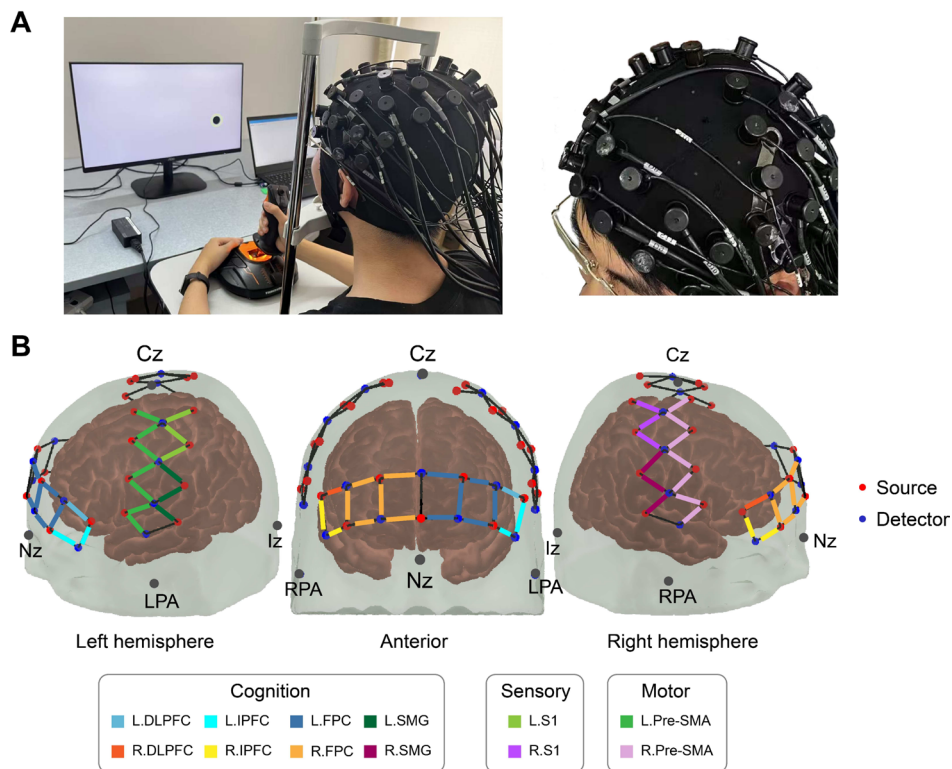 A
B
Cz
Cz
Nz
Iz
LPA
RPA
Nz
LPA
Iz
RPA
Nz
Source
Detector
Left hemisphere
Anterior
Right hemisphere
Cognition
L.DLPFC L.IPFC L.FPC L.SMG
R.DLPFC R.IPFC R.FPC R.SMG
Sensory
L.S1
R.S1
Motor
L.Pre-SMA
R.Pre-SMA